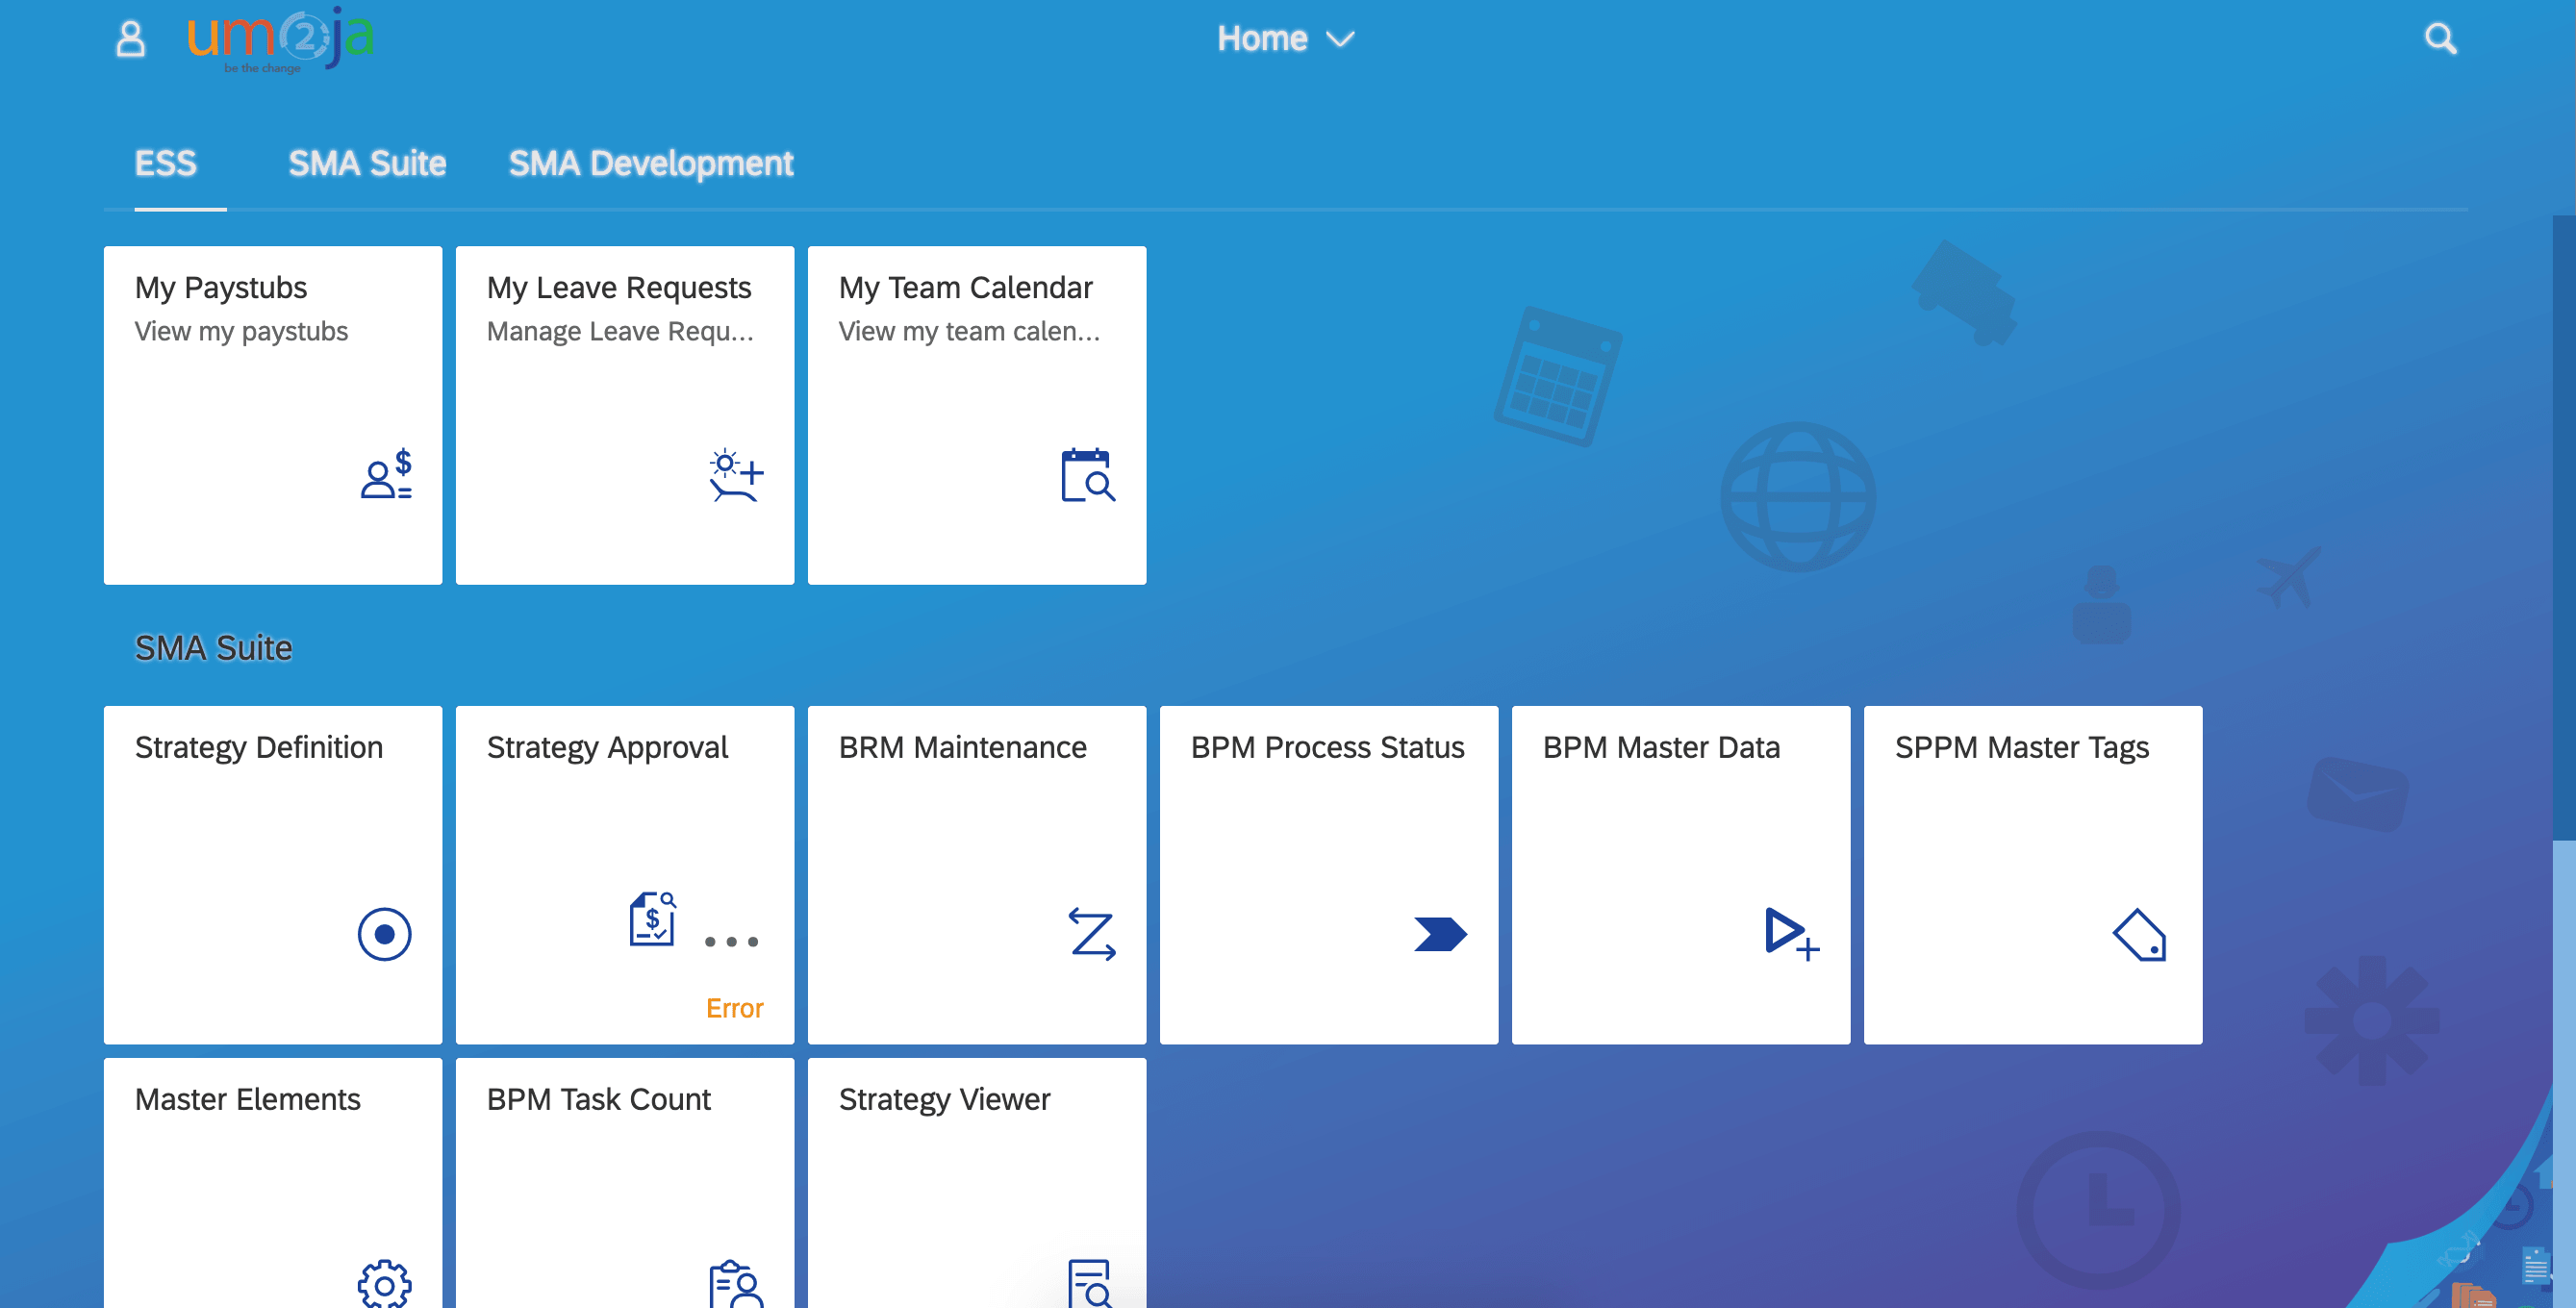 umoja
2
be the change
Home
ESS
SMA Suite
SMA Development
My Paystubs
View my paystubs
My Leave Requests
Manage Leave Requ...
My Team Calendar
View my team calen...
SMA Suite
Strategy Definition
Strategy Approval
Error
BRM Maintenance
BPM Process Status
BPM Master Data
SPPM Master Tags
Master Elements
BPM Task Count
Strategy Viewer